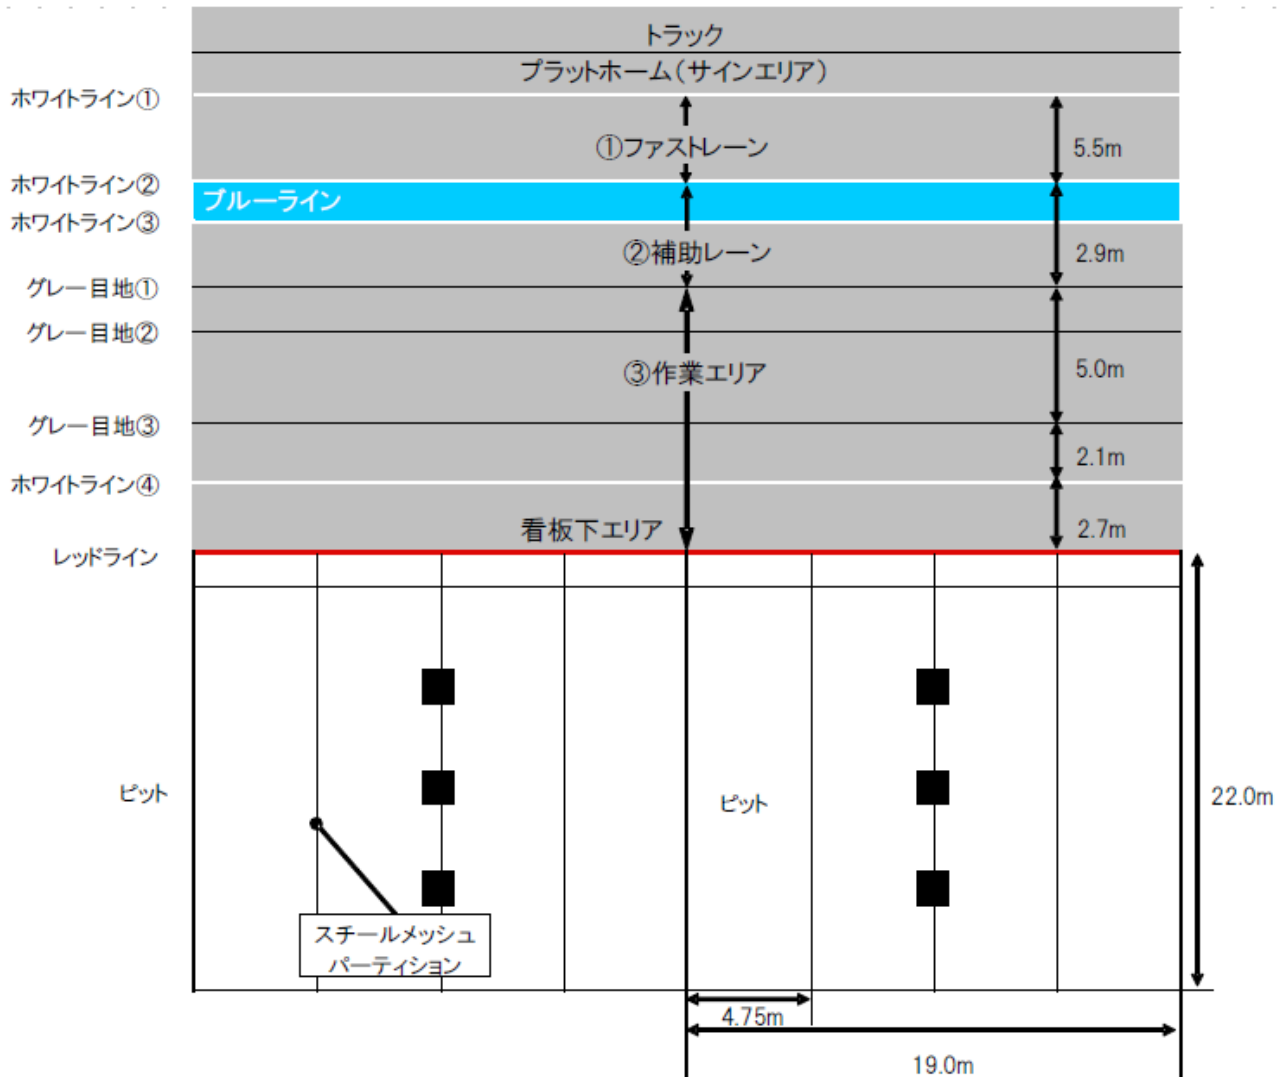 トラック
プラットホーム(サインエリア)
ホワイトライン①
①ファストレーン
5.5m
ホワイトライン②
ブルーライン
ホワイトライン③
②補助レーン
2.9m
グレー目地①
グレー目地②
③作業エリア
5.0m
グレー目地③
2.1m
ホワイトライン④
看板下エリア
2.7m
レッドライン
ピット
ピット
22.0m
スチールメッシュ
パーティション
4.75m
19.0m